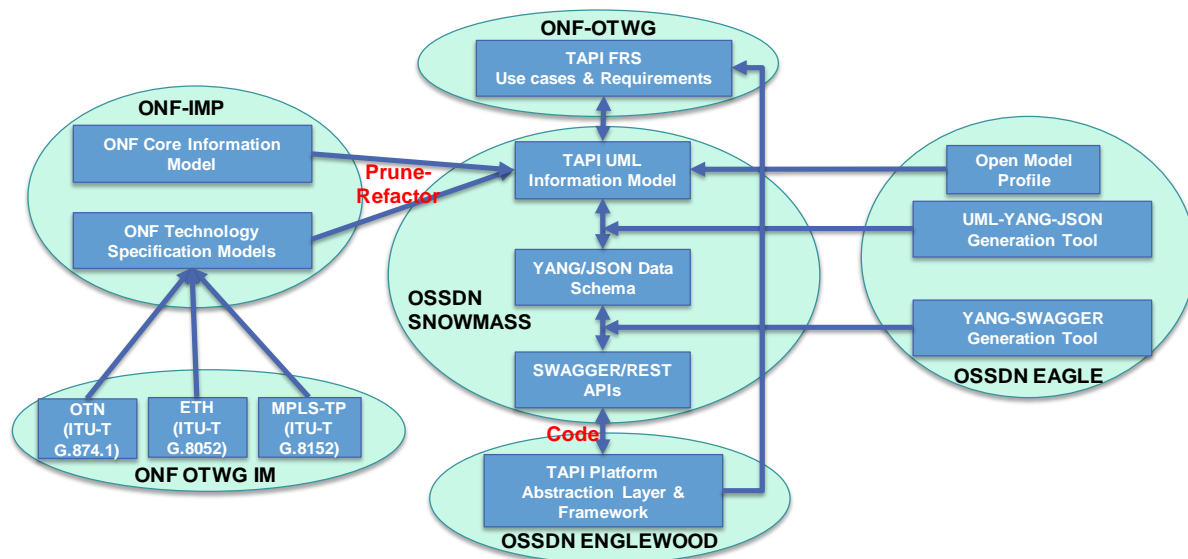 ONF-OTWG
TAPI FRS
Use cases & Requirements
ONF-IMP
ONF Core Information
Model
Prune-
Refactor
ONF Technology
Specification Models
TAPI UML
Information Model
Open Model
Profile
UML-YANG-JSON
Generation Tool
YANG/JSON Data
Schema
OSSDN
SNOWMASS
YANG-SWAGGER
Generation Tool
OSSDN EAGLE
SWAGGER/REST
APIs
OTN
(ITU-T
G.874.1)
ETH
(ITU-T
G.8052)
MPLS-TP
(ITU-T
G.8152)
ONF OTWG IM
Code
TAPI Platform
Abstraction Layer &
Framework
OSSDN ENGLEWOOD